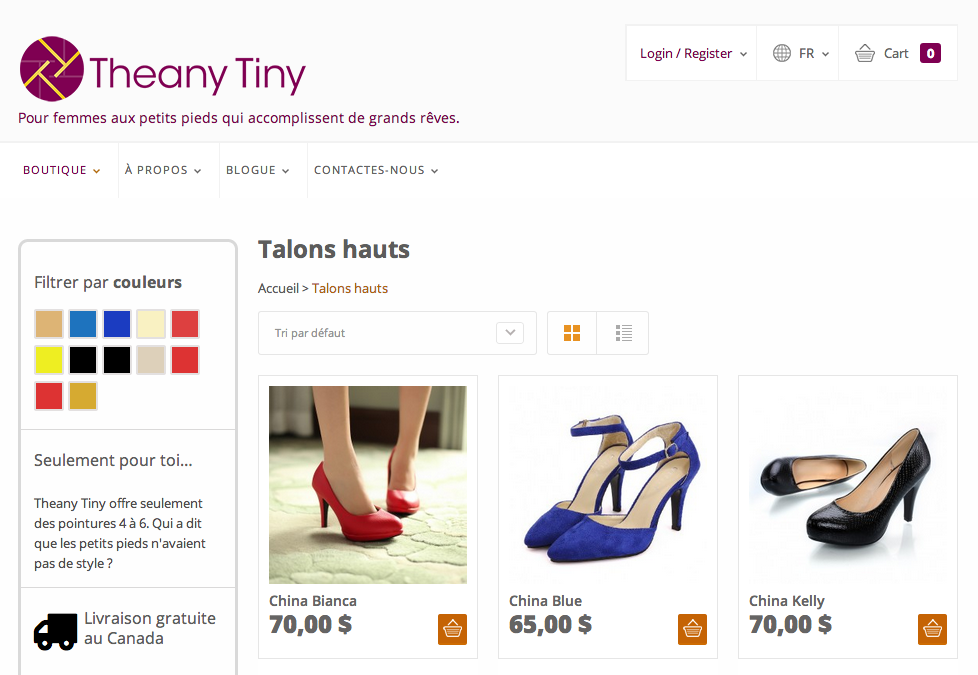 Login / Register
FR
Cart
0
Theany Tiny
Pour femmes aux petits pieds qui accomplissent de grands rêves.
BOUTIQUE
À PROPOS
BLOGUE
CONTACTES-NOUS
Filtrer par couleurs
Seulement pour toi...
Theany Tiny offre seulement
des pointures 4 à 6. Qui a dit
que les petits pieds n'avaient
pas de style ?
Livraison gratuite
au Canada
Talons hauts
Accueil > Talons hauts
Tri par défaut
China Bianca
70,00 $
China Blue
65,00 $
China Kelly
70,00 $